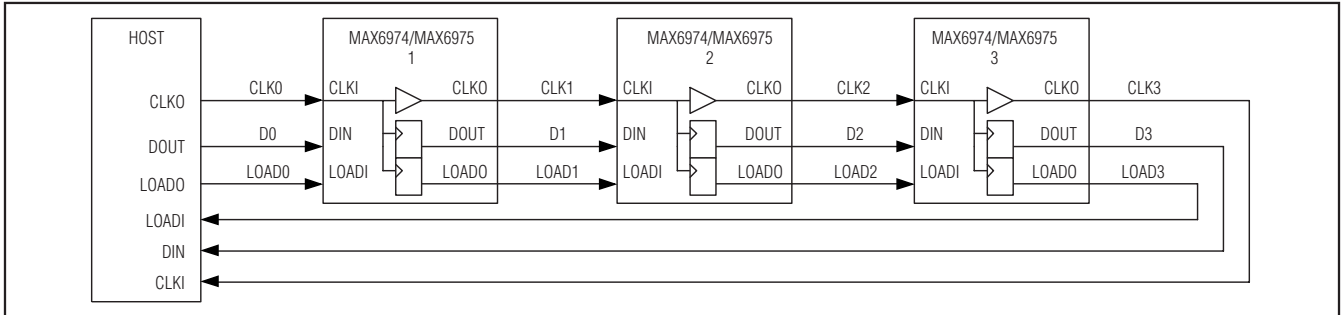 HOST
MAX6974/MAX6975
1
MAX6974/MAX6975
2
MAX6974/MAX6975
3
CLKO CLK0 CLKI CLKO CLK1 CLKI CLKO CLK2 CLKI CLKO CLK3
DOUT D0 DIN DOUT D1 DIN DOUT D2 DIN DOUT D3
LOADO LOAD0 LOADI LOADO LOAD1 LOADI LOADO LOAD2 LOADI LOADO LOAD3
LOADI
DIN
CLKI